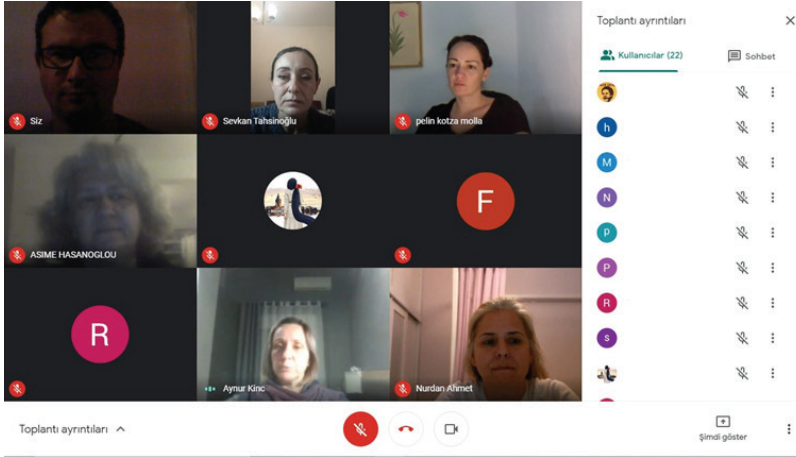 Siz
Sevkan Tahsinoğlu
pelin kotza molla
ASIME HASANOGLOU
F
R
Aynur Kinc
Nurdan Ahmet
Toplantı ayrıntıları
Kullanıcılar (22)
Sohbet
h
M
N
p
P
R
s
Toplantı ayrıntıları
Şimdi göster